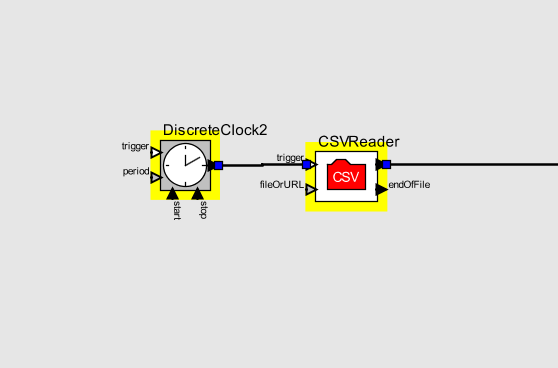 DiscreteClock2
trigger
period
start
stop
CSVReader
trigger
fileOrURL
CSV
endOfFile